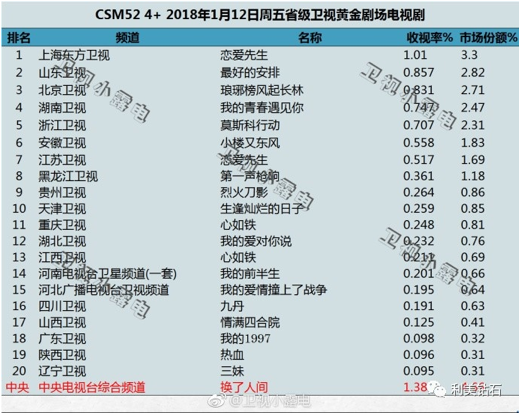 CSM52 4+ 2018年1月12日周五省级卫视黄金剧场电视剧
排名 频道 名称 收视率% 市场份额%
1 上海东方卫视 恋爱先生 1.01 3.3
2 山东卫视 最好的安排 0.857 2.82
3 北京卫视 琅琊榜风起长林 0.831 2.71
4 湖南卫视 我的青春遇见你 0.747 2.47
5 浙江卫视 莫斯科行动 0.707 2.31
6 安徽卫视 小楼又东风 0.558 1.83
7 江苏卫视 恋爱先生 0.517 1.69
8 黑龙江卫视 第一声枪响 0.361 1.18
9 贵州卫视 烈火刀影 0.264 0.86
10 天津卫视 生逢灿烂的日子 0.259 0.85
11 重庆卫视 心如铁 0.248 0.81
12 湖北卫视 我的爱对你说 0.232 0.76
13 江西卫视 心如铁 0.211 0.69
14 河南电视台卫星频道(一套) 我的前半生 0.201 0.66
15 河北广播电视台卫视频道 我的爱情撞上了战争 0.195 0.64
16 四川卫视 九丹 0.191 0.63
17 山西卫视 情满四合院 0.125 0.41
18 广东卫视 我的1997 0.098 0.32
19 陕西卫视 热血 0.096 0.31
20 辽宁卫视 三妹 0.095 0.31
中央 中央电视台综合频道 换了人间 1.38
卫视小露电
卫视小露电
卫视小露电
卫视小露电
卫视小露电
@卫视小露电
利美钻石